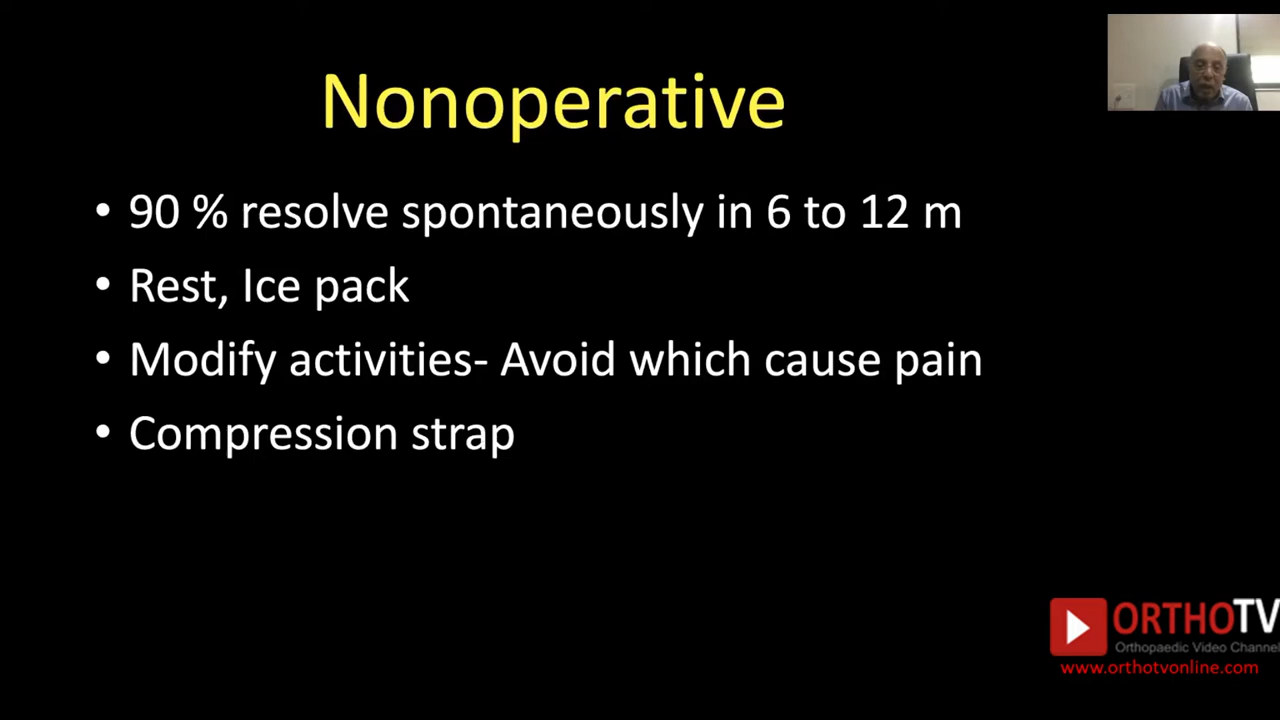 Nonoperative
• 90 % resolve spontaneously in 6 to 12 m
• Rest, Ice pack
• Modify activities- Avoid which cause pain
• Compression strap
ORTHOTV
Orthopaedic Video Channel
www.orthotvonline.com